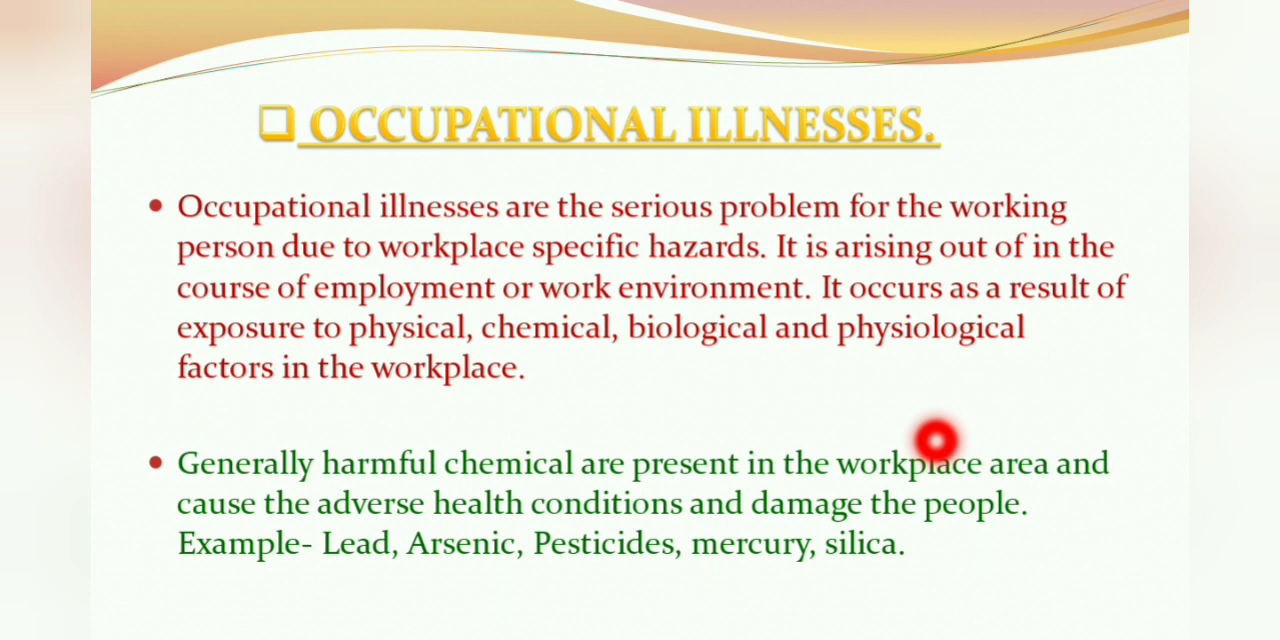 ❑ OCCUPATIONAL ILLNESSES.
• Occupational illnesses are the serious problem for the working
person due to workplace specific hazards. It is arising out of in the
course of employment or work environment. It occurs as a result of
exposure to physical, chemical, biological and physiological
factors in the workplace.
• Generally harmful chemical are present in the workplace area and
cause the adverse health conditions and damage the people.
Example- Lead, Arsenic, Pesticides, mercury, silica.